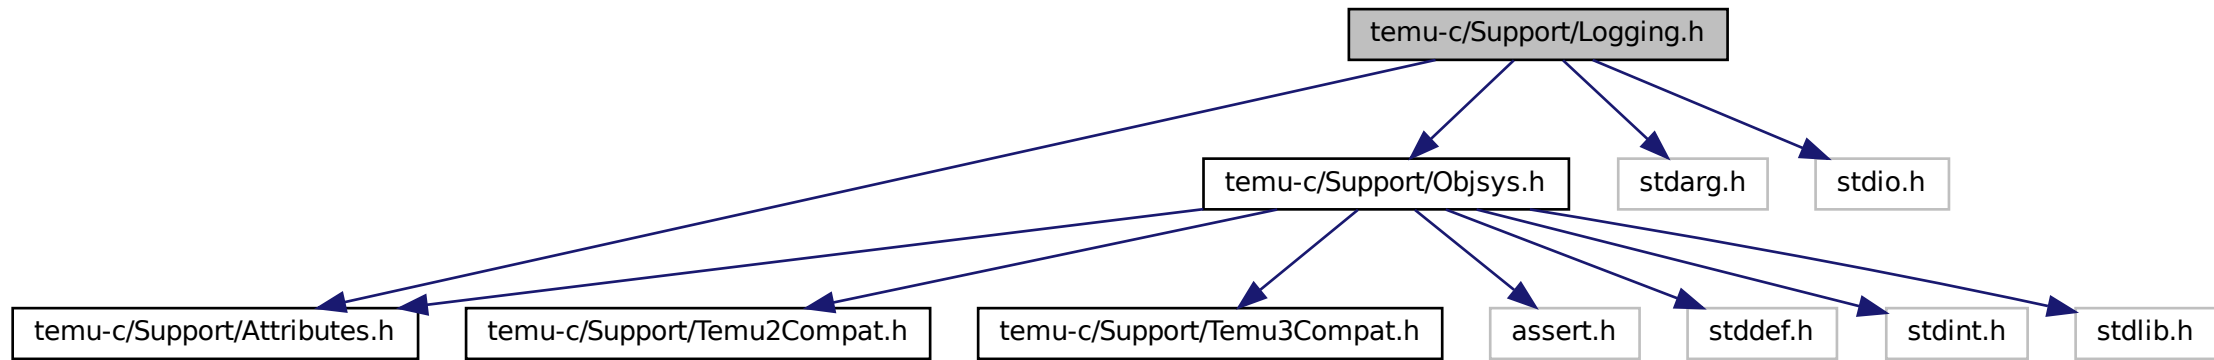 temu-c/Support/Logging.h
temu-c/Support/Objsys.h
stdarg.h
stdio.h
temu-c/Support/Attributes.h
temu-c/Support/Temu2Compat.h
temu-c/Support/Temu3Compat.h
assert.h
stddef.h
stdint.h
stdlib.h